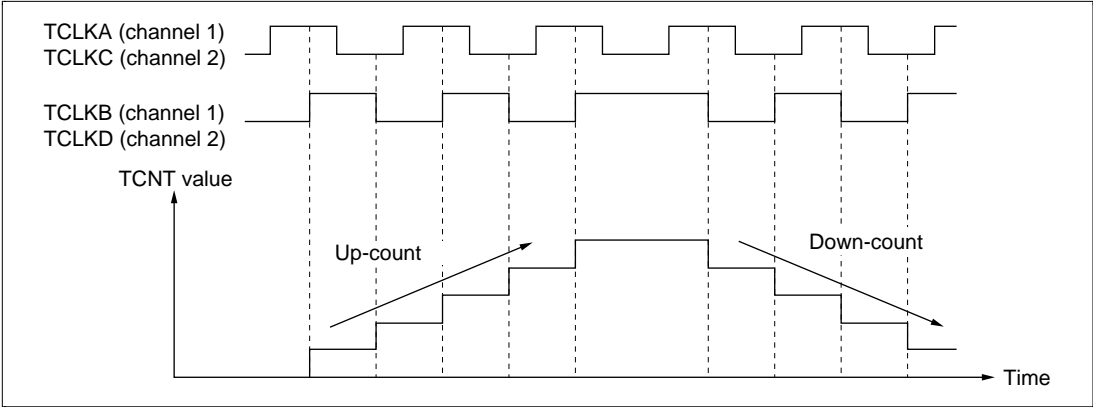 TCLKA (channel 1)
TCLKC (channel 2)
TCLKB (channel 1)
TCLKD (channel 2)
TCNT value
Up-count
Down-count
Time